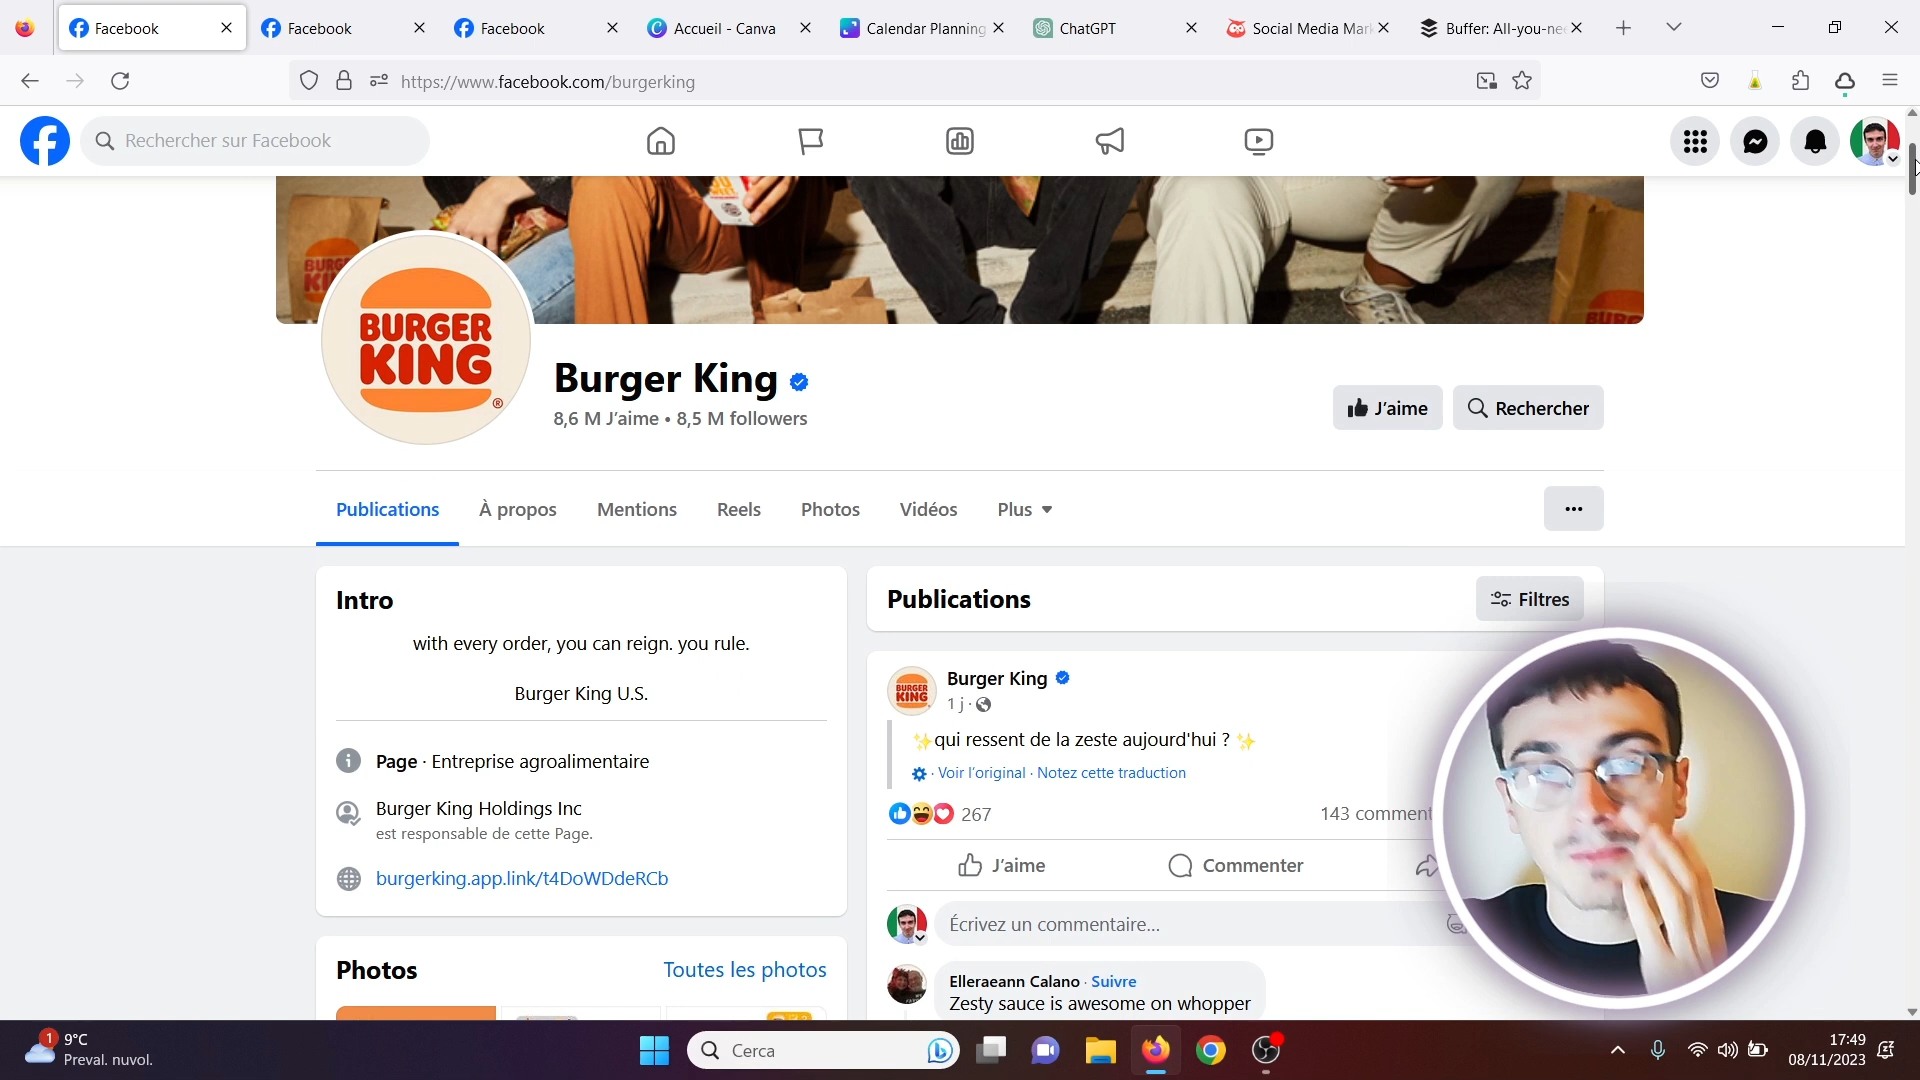 Facebook
Facebook
Facebook
Accueil - Canva
Calendar Planning
ChatGPT
Social Media Mar
Buffer: All-you-ne
https://www.facebook.com/burgerking
Rechercher sur Facebook
BURGER
KING
®
Burger King
8,6 M J’aime • 8,5 M followers
J’aime
Rechercher
Publications
À propos
Mentions
Reels
Photos
Vidéos
Plus
Intro
with every order, you can reign. you rule.
Burger King U.S.
Page · Entreprise agroalimentaire
Burger King Holdings Inc
est responsable de cette Page.
burgerking.app.link/t4DoWDdeRCb
Photos
Toutes les photos
Publications
Filtres
Burger King
1 j ·
✨qui ressent de la zeste aujourd'hui ? ✨
· Voir l’original · Notez cette traduction
267
143 comment
J’aime
Commenter
Écrivez un commentaire...
Elleraeann Calano · Suivre
Zesty sauce is awesome on whopper
1
9°C
Preval. nuvol.
Cerca
17:49
08/11/2023